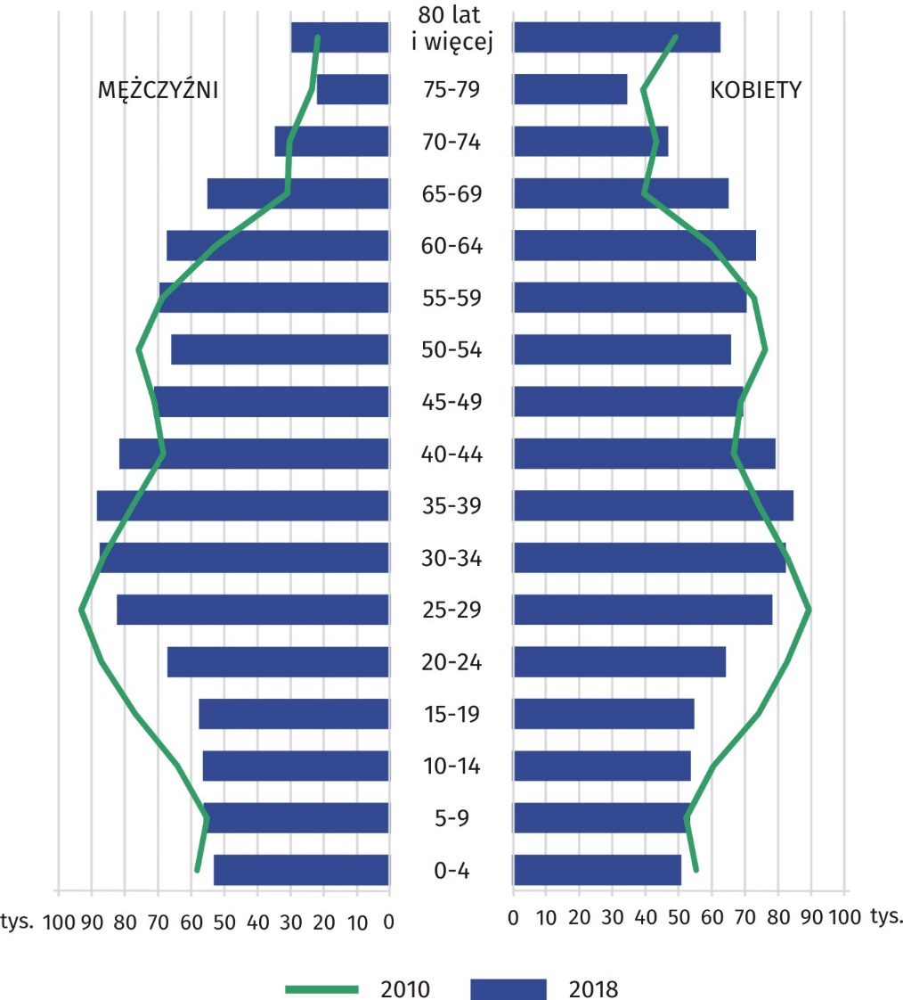 80 lat
i więcej
MĘŻCZYŹNI
75-79
KOBIETY
70-74
65-69
60-64
55-59
50-54
45-49
40-44
35-39
30-34
25-29
20-24
15-19
10-14
5-9
0-4
tys. 100 90 80 70 60 50 40 30 20 10 0
0 10 20 30 40 50 60 70 80 90 100 tys.
2010 2018